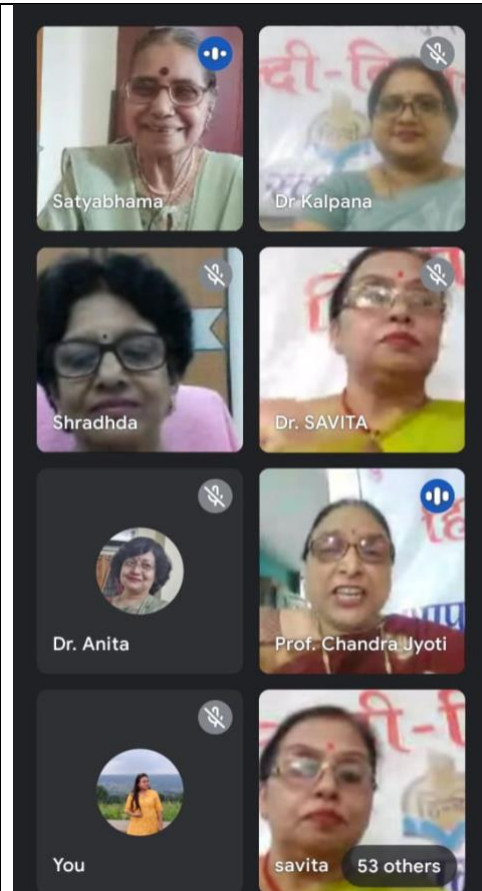 Satyabhama
Dr Kalpana
Shradhda
Dr. SAVITA
Dr. Anita
Prof. Chandra Jyoti
You
savita
53 others